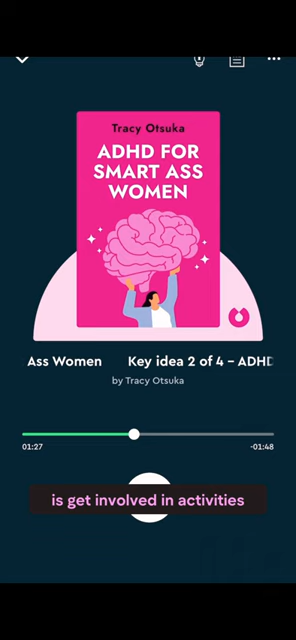 Tracy Otsuka
ADHD FOR
SMART ASS
WOMEN
Ass Women Key idea 2 of 4 – ADHD
by Tracy Otsuka
01:27 -01:48
is get involved in activities